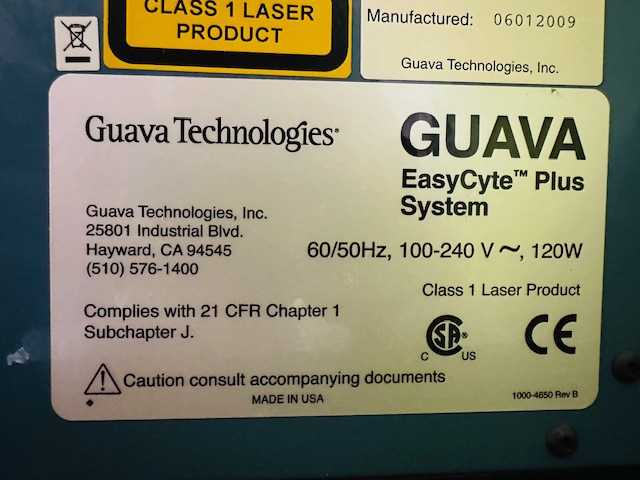 CLASS 1 LASER
PRODUCT
Manufactured: 06012009
Guava Technologies, Inc.
Guava Technologies®
GUAVA
EasyCyte™ Plus
System
Guava Technologies, Inc.
25801 Industrial Blvd.
Hayward, CA 94545
(510) 576-1400
60/50Hz, 100-240 V ~, 120W
Class 1 Laser Product
Complies with 21 CFR Chapter 1
Subchapter J.
C SA® US
CE
Caution consult accompanying documents
MADE IN USA
1000-4650 Rev B